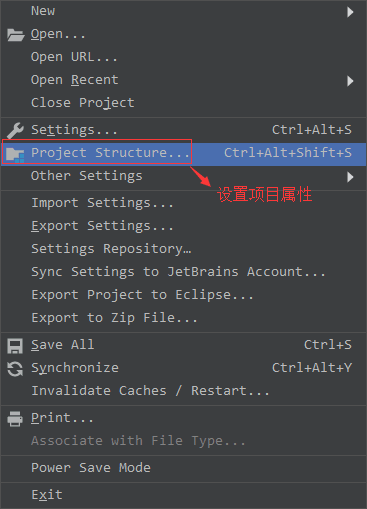 New
Open...
Open URL...
Open Recent
Close Project
Settings... Ctrl+Alt+S
Project Structure... Ctrl+Alt+Shift+S
Other Settings
设置项目属性
Import Settings...
Export Settings...
Settings Repository…
Sync Settings to JetBrains Account...
Export Project to Eclipse...
Export to Zip File...
Save All Ctrl+S
Synchronize Ctrl+Alt+Y
Invalidate Caches / Restart...
Print...
Associate with File Type...
Power Save Mode
Exit